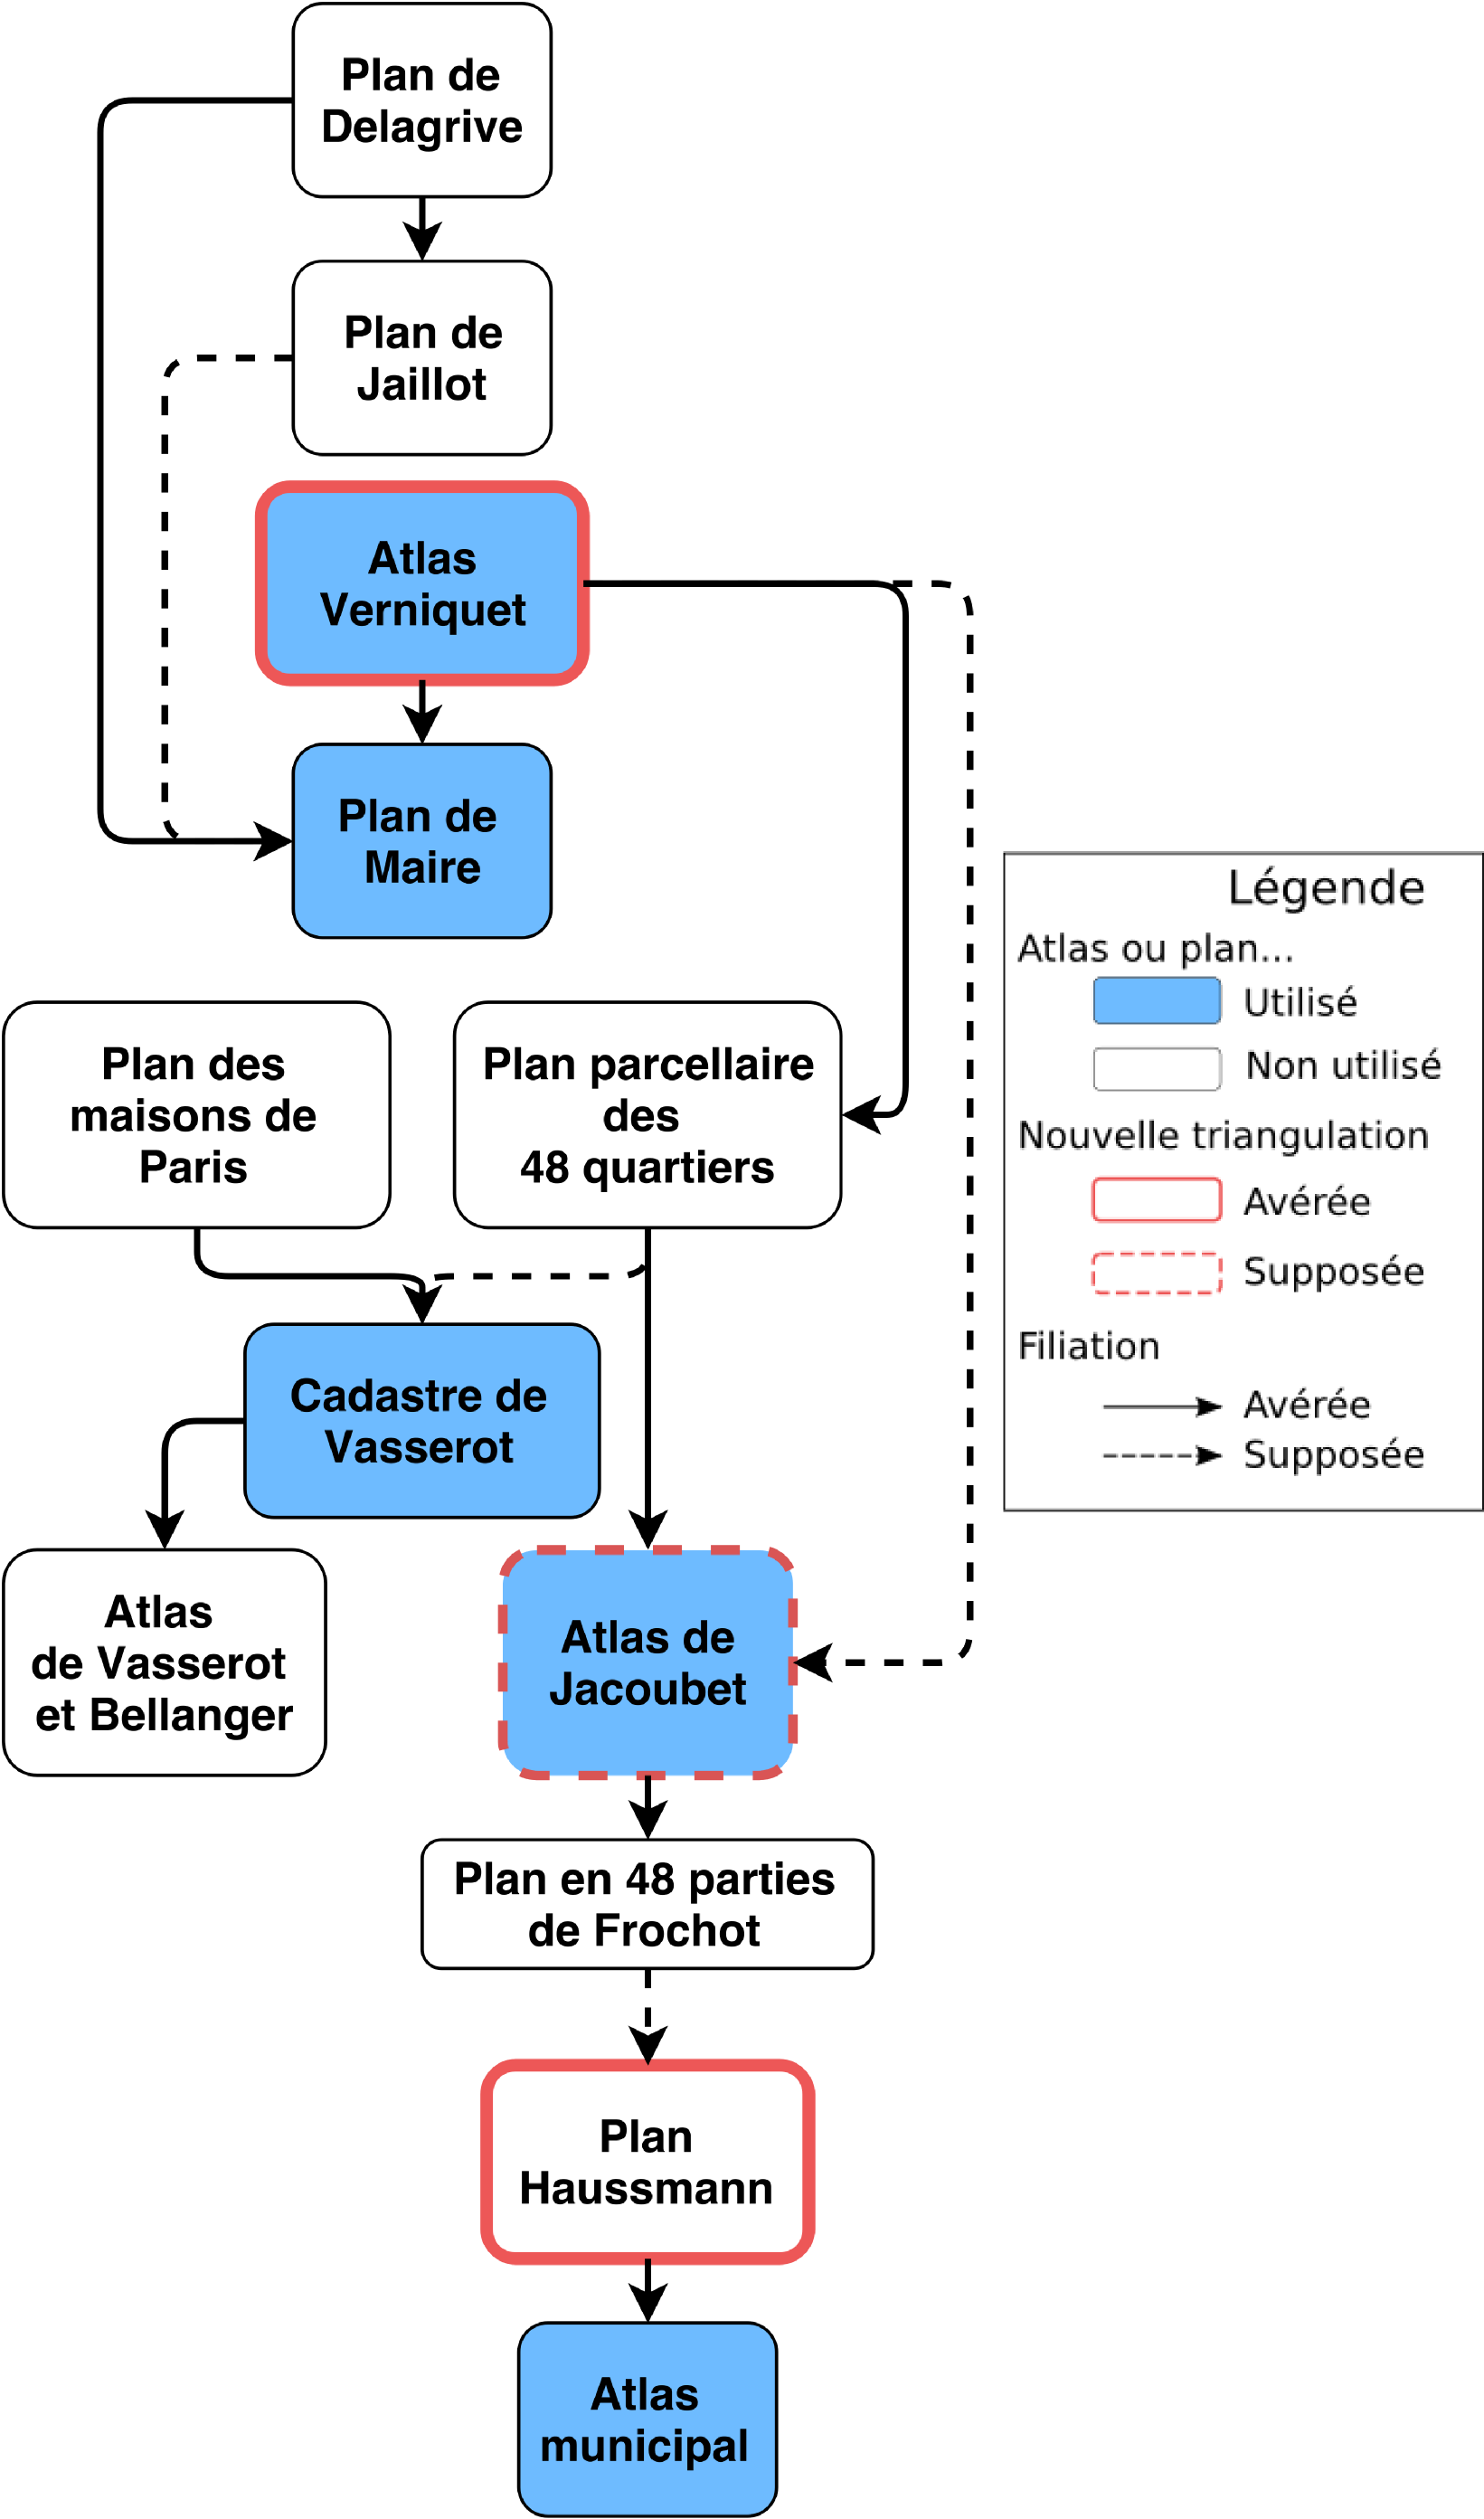 Plan de
Delagrive
Plan de
Jaillot
Atlas
Verniquet
Plan de
Maire
Plan des
maisons de
Paris
Plan parcellaire
des
48 quartiers
Cadastre de
Vasserot
Atlas
de Vasserot
et Bellanger
Atlas de
Jacoubet
Plan en 48 parties
de Frochot
Plan
Haussmann
Atlas
municipal
Légende
Atlas ou plan...
Utilisé
Non utilisé
Nouvelle triangulation
Avérée
Supposée
Filiation
Avérée
Supposée